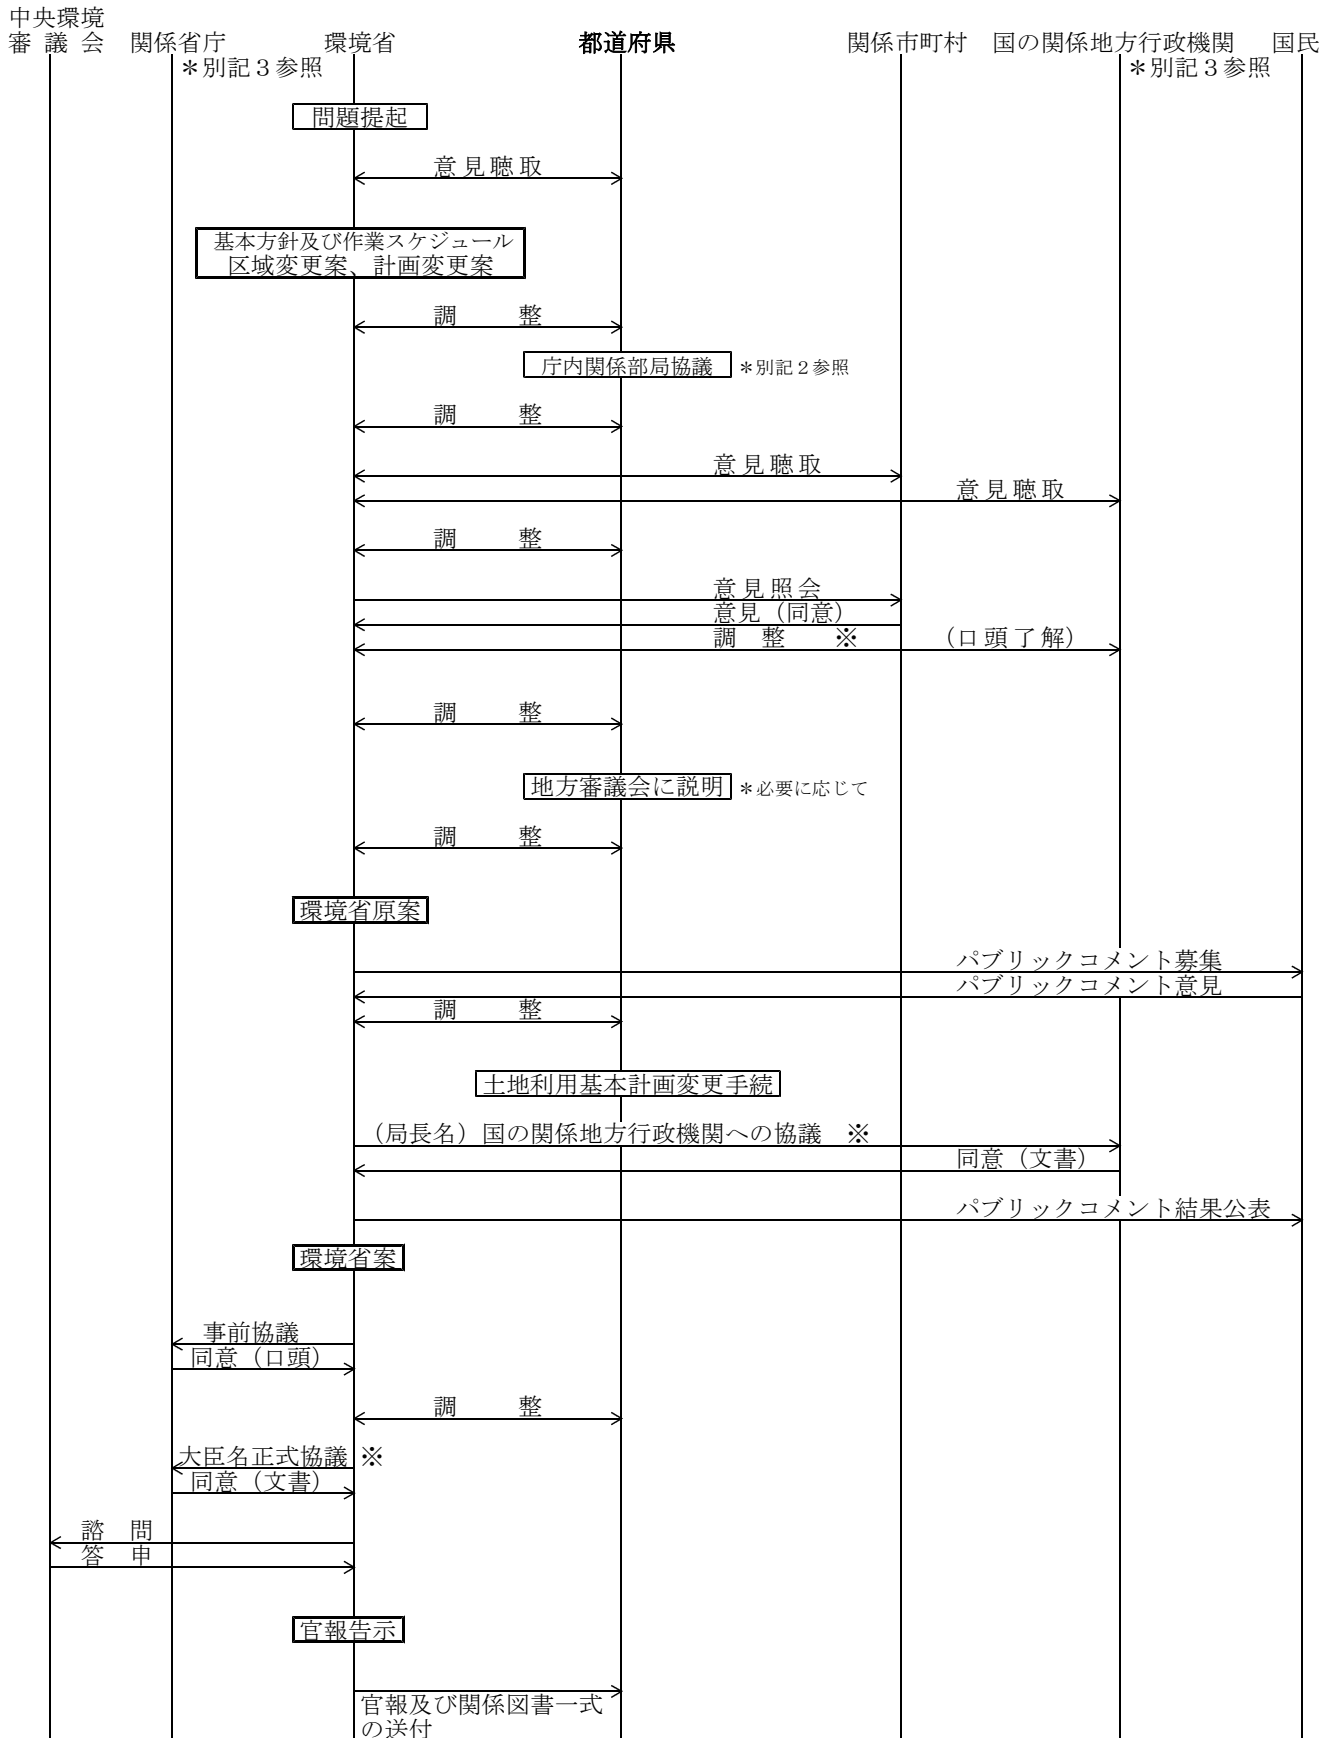 中央環境
審議会 関係省庁 環境省 都道府県 関係市町村 国の関係地方行政機関 国民
＊別記３参照 ＊別記３参照
問題提起
意見聴取
基本方針及び作業スケジュール
区域変更案、計画変更案
調　　整
庁内関係部局協議 ＊別記２参照
調　　整
意見聴取
意見聴取
調　　整
意見照会
意見（同意）
調　整　※　（口頭了解）
調　　整
地方審議会に説明 ＊必要に応じて
調　　整
環境省原案
パブリックコメント募集
パブリックコメント意見
調　　整
土地利用基本計画変更手続
（局長名）国の関係地方行政機関への協議　※
同意（文書）
パブリックコメント結果公表
環境省案
事前協議
同意（口頭）
調　　整
大臣名正式協議 ※
同意（文書）
諮　問
答　申
官報告示
官報及び関係図書一式
の送付